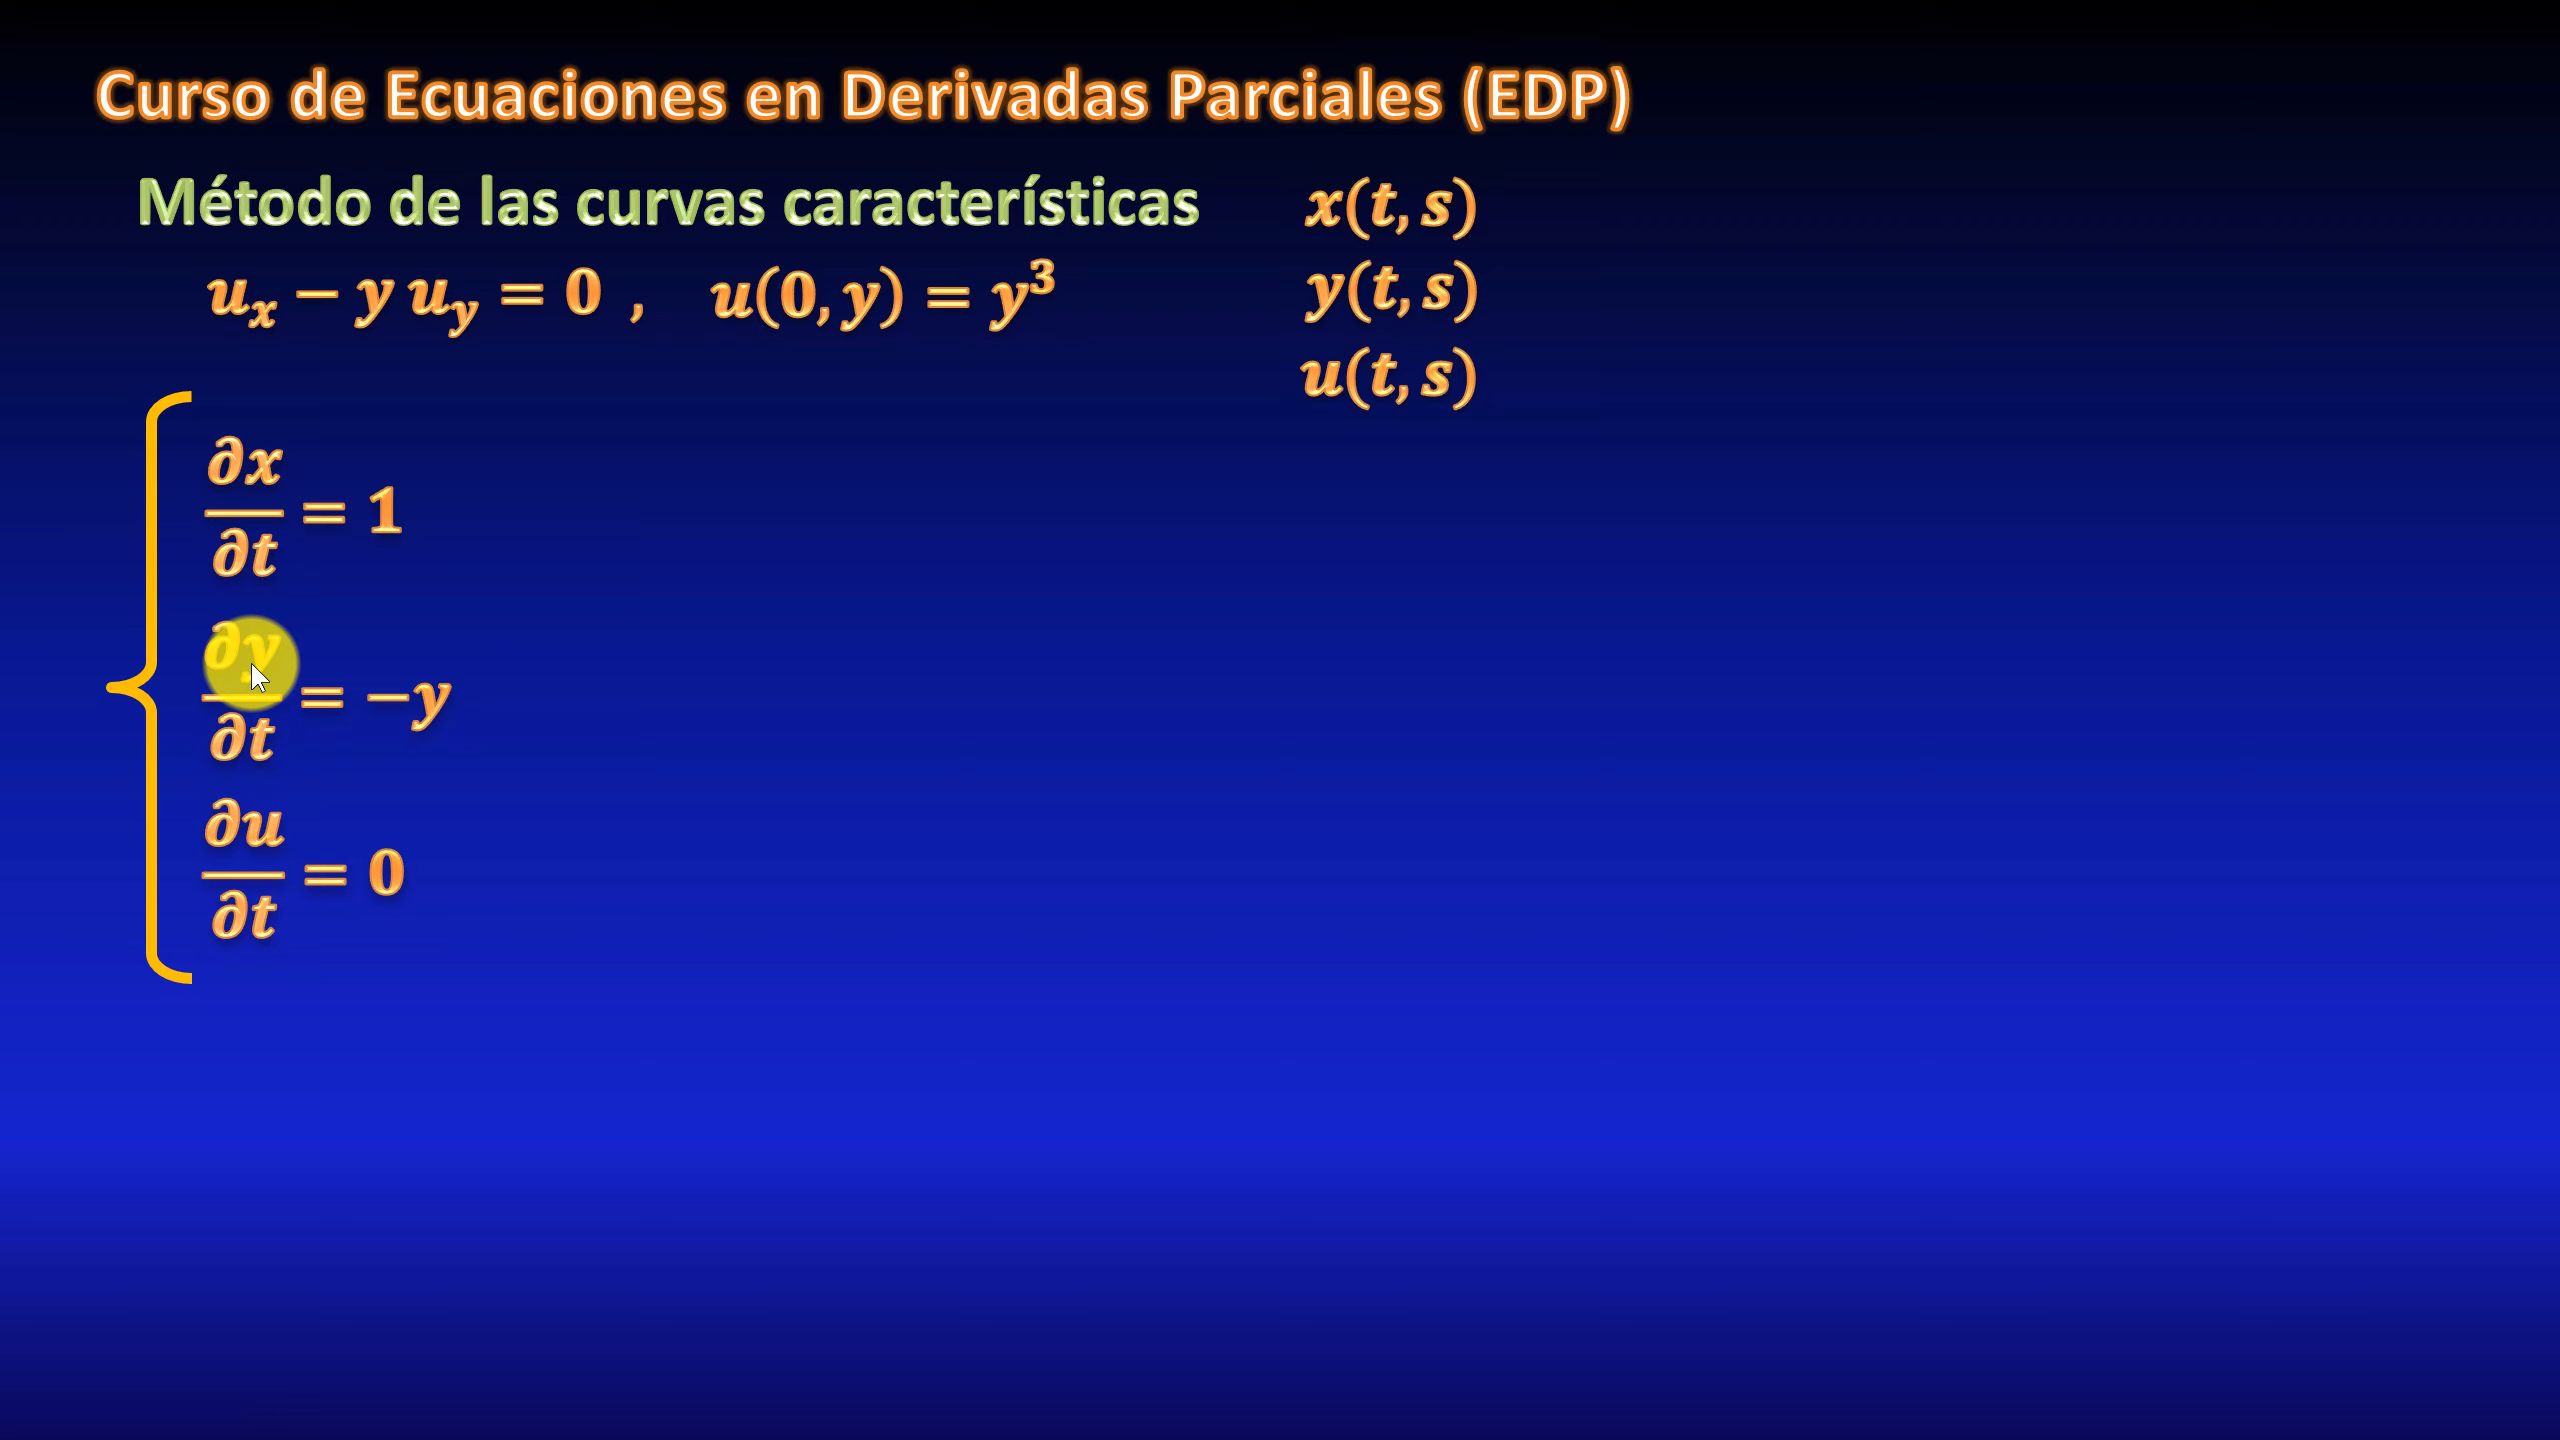 Curso de Ecuaciones en Derivadas Parciales (EDP)
Método de las curvas características
x(t, s)
u_x − y u_y = 0 , u(0, y) = y³
y(t, s)
u(t, s)
∂x/∂t = 1
∂y/∂t = −y
∂u/∂t = 0